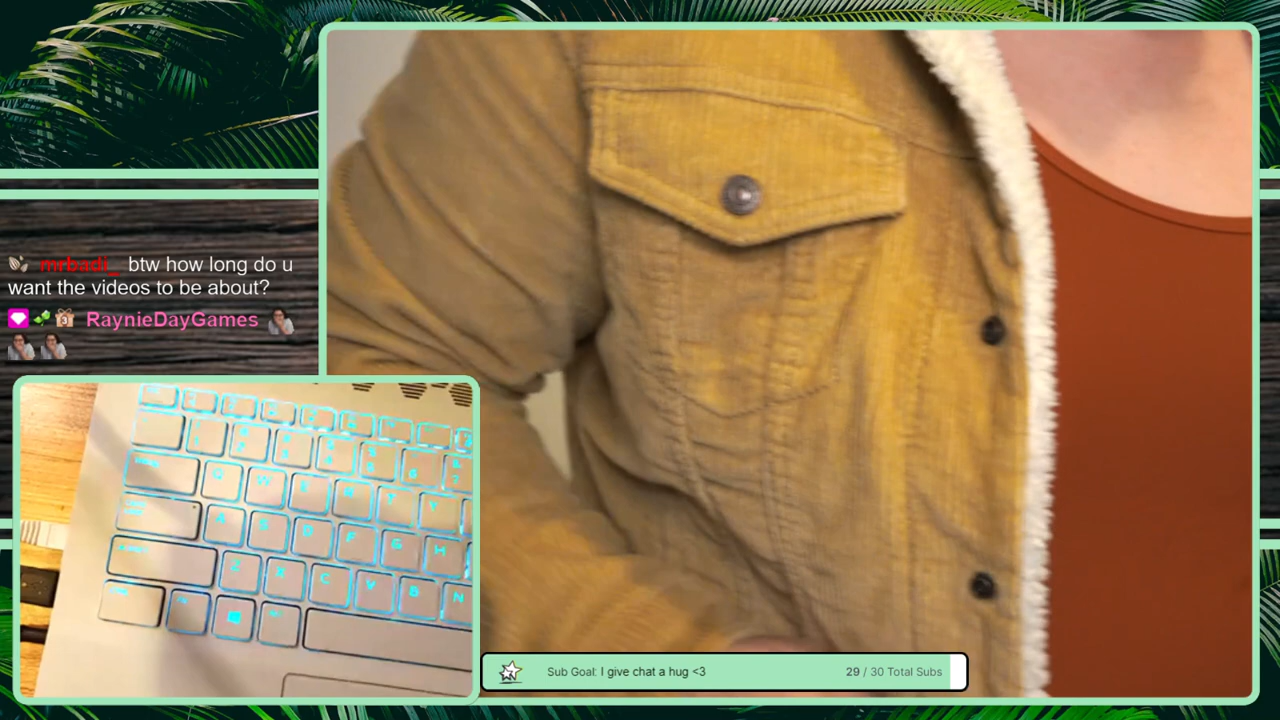 mrbadi_ btw how long do u
want the videos to be about?
RaynieDayGames
Sub Goal: I give chat a hug <3
29 / 30 Total Subs
Q W
A S D F G H
Z C V B N